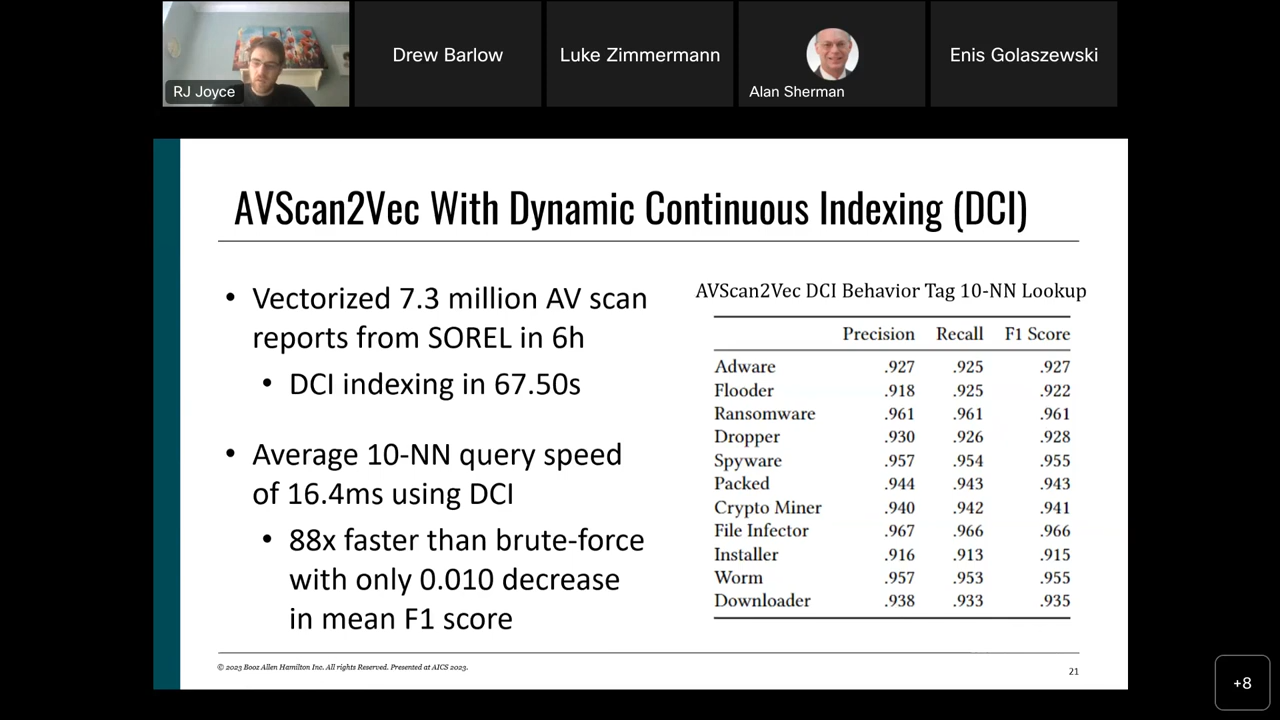 RJ Joyce
Drew Barlow
Luke Zimmermann
Alan Sherman
Enis Golaszewski
AVScan2Vec With Dynamic Continuous Indexing (DCI)
• Vectorized 7.3 million AV scan
reports from SOREL in 6h
• DCI indexing in 67.50s
• Average 10-NN query speed
of 16.4ms using DCI
• 88x faster than brute-force
with only 0.010 decrease
in mean F1 score
AVScan2Vec DCI Behavior Tag 10-NN Lookup
Precision Recall F1 Score
Adware .927 .925 .927
Flooder .918 .925 .922
Ransomware .961 .961 .961
Dropper .930 .926 .928
Spyware .957 .954 .955
Packed .944 .943 .943
Crypto Miner .940 .942 .941
File Infector .967 .966 .966
Installer .916 .913 .915
Worm .957 .953 .955
Downloader .938 .933 .935
© 2023 Booz Allen Hamilton Inc. All rights Reserved. Presented at AICS 2023.
21
+8